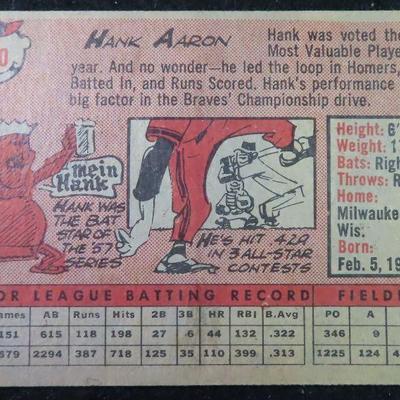 0
HANK AARON
Hank was voted the
Most Valuable Player
year. And no wonder—he led the loop in Homers,
Batted In, and Runs Scored. Hank's performance
big factor in the Braves' Championship drive.
mein
HANK
HANK WAS
THE BAT
STAR OF THE
'57
SERIES
HE'S HIT .429
IN 3 ALL-STAR
CONTESTS
Height: 6'
Weight: 1
Bats: Righ
Throws: R
Home:
Milwauke
Wis.
Born:
Feb. 5, 19
OR LEAGUE BATTING RECORD FIELD
ames AB Runs Hits 2B 3B HR RBI B.Avg PO A
151 615 118 198 27 6 44 132 .322 346 9
579 2294 387 718 125 35 110 399 .313 1225 124